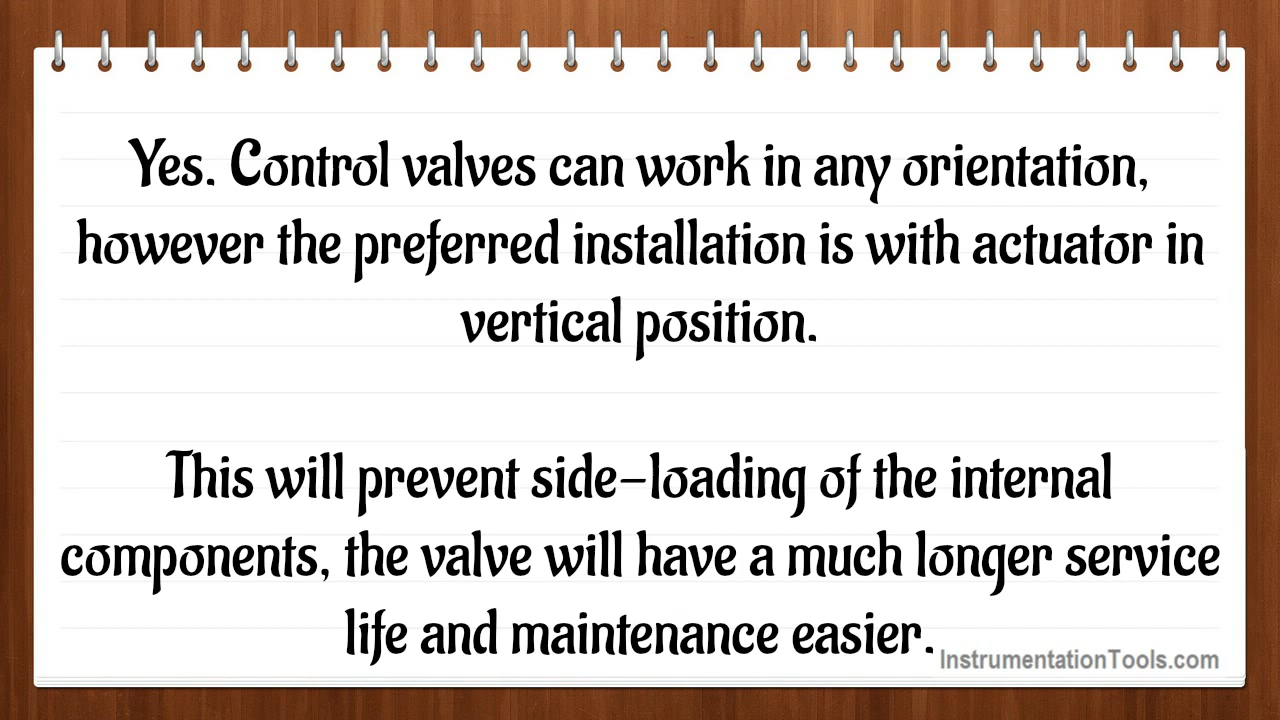 Yes. Control valves can work in any orientation,
however the preferred installation is with actuator in
vertical position.
This will prevent side-loading of the internal
components, the valve will have a much longer service
life and maintenance easier.
InstrumentationTools.com